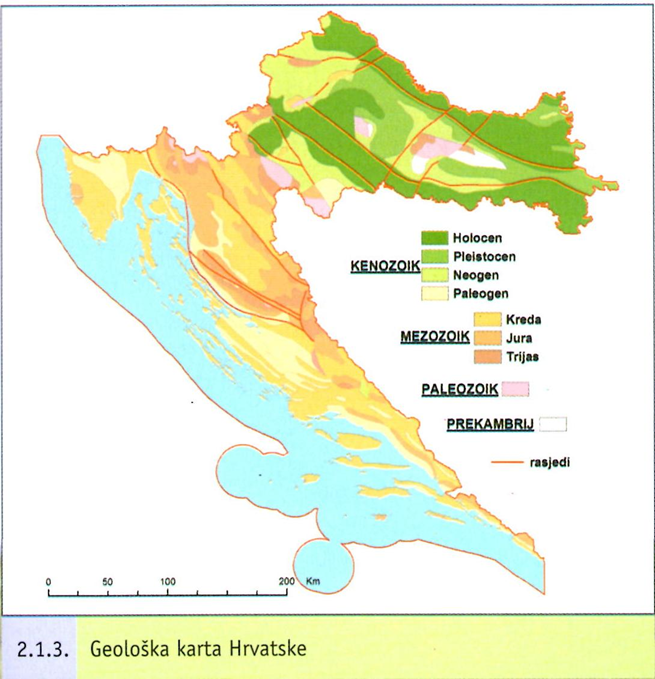 Holocen
Pleistocen
KENOZOIK
Neogen
Paleogen
Kreda
MEZOZOIK
Jura
Trijas
PALEOZOIK
PREKAMBRIJ
rasjedi
0 50 100 200 Km
2.1.3. Geološka karta Hrvatske